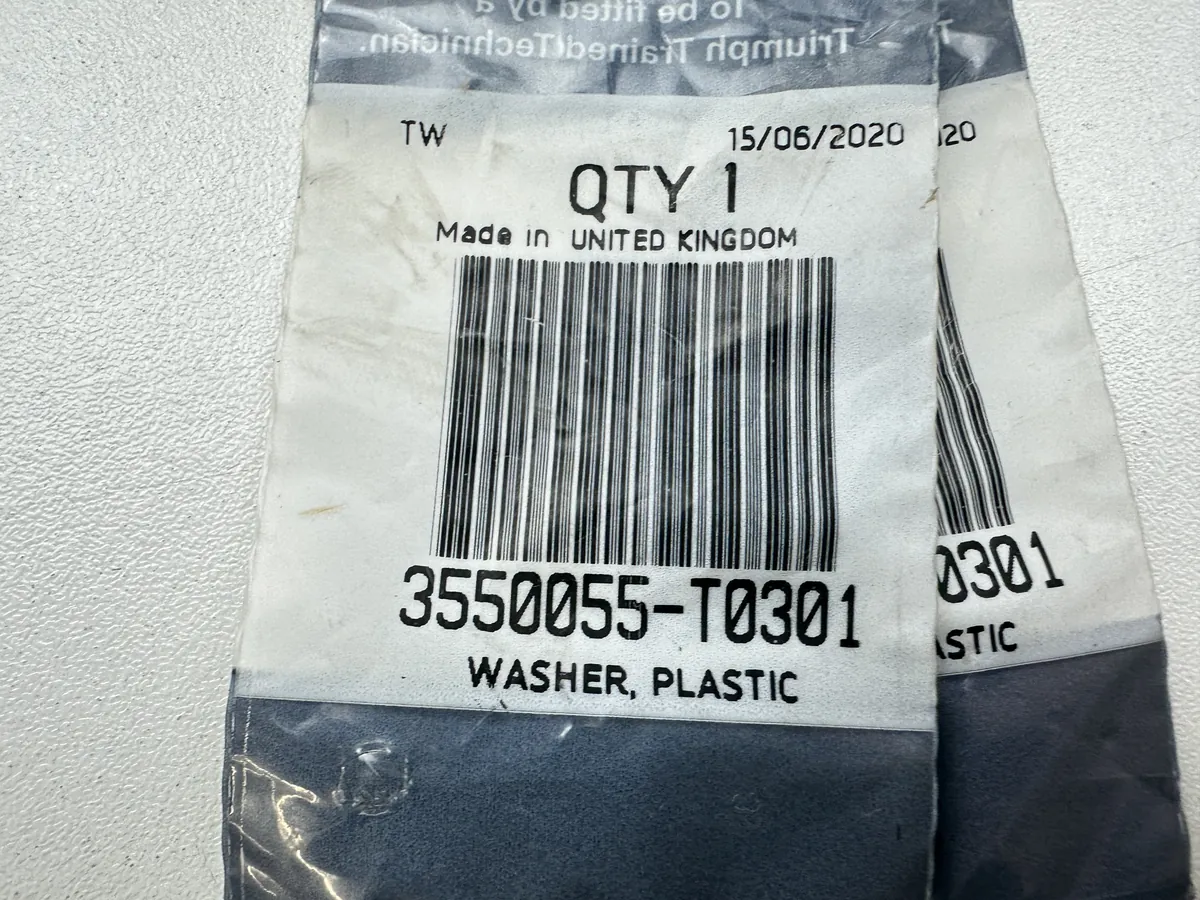 To be fitted by a
Triumph Trained Technician.
TW 15/06/2020
QTY 1
Made in UNITED KINGDOM
3550055-T0301
WASHER, PLASTIC
020
0301
ASTIC